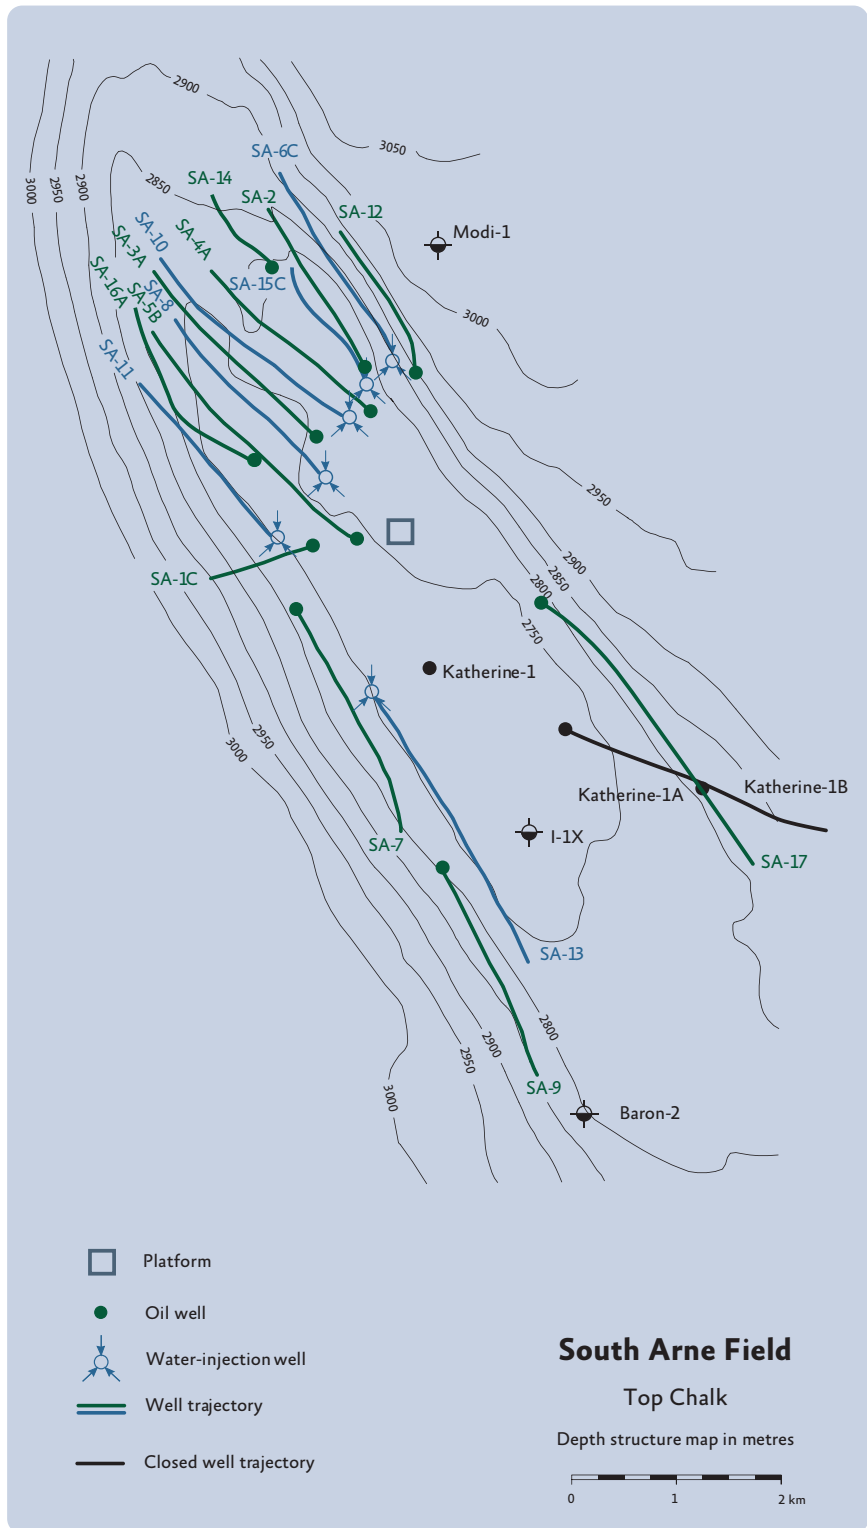 2900
3050
SA-6C
3000
2950
2900
2850
SA-14
SA-2
SA-12
Modi-1
SA-10
SA-3A
SA-4A
SA-15C
SA-16A
SA-5B
SA-8
3000
SA-11
2950
2900
2850
2800
SA-1C
2750
Katherine-1
2950
3000
Katherine-1A
Katherine-1B
I-1X
SA-7
SA-17
SA-13
2800
2900
2950
SA-9
3000
Baron-2
Platform
Oil well
Water-injection well
Well trajectory
Closed well trajectory
South Arne Field
Top Chalk
Depth structure map in metres
0 1 2 km